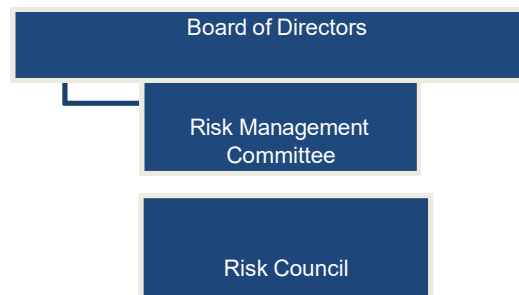 Board of Directors
Risk Management
Committee
Risk Council